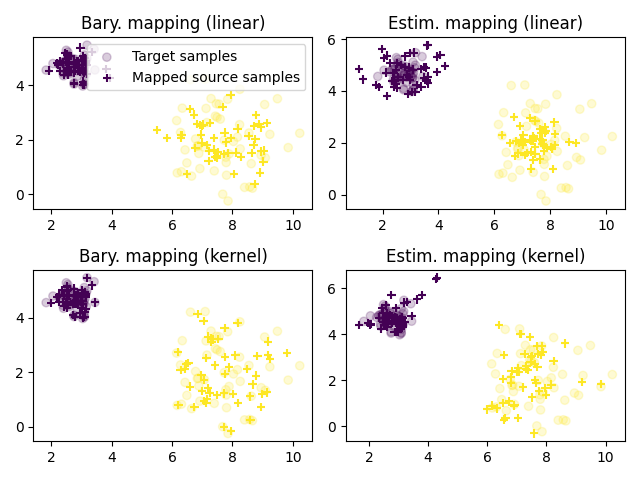 Bary. mapping (linear)
Estim. mapping (linear)
Target samples
Mapped source samples
4
2
0
2 4 6 8 10
6
4
2
0
2 4 6 8 10
Bary. mapping (kernel)
Estim. mapping (kernel)
4
2
0
2 4 6 8 10
6
4
2
0
2 4 6 8 10